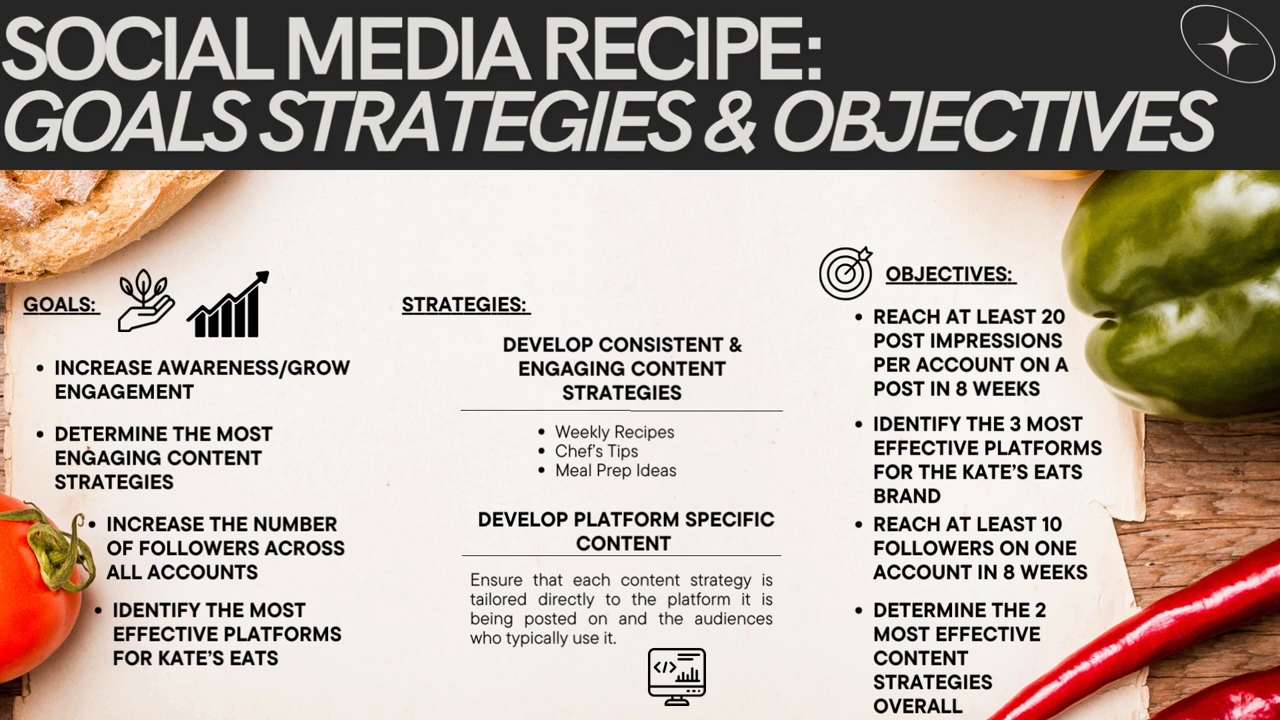 SOCIAL MEDIA RECIPE:
GOALS STRATEGIES & OBJECTIVES
GOALS:
INCREASE AWARENESS/GROW
ENGAGEMENT
DETERMINE THE MOST
ENGAGING CONTENT
STRATEGIES
INCREASE THE NUMBER
OF FOLLOWERS ACROSS
ALL ACCOUNTS
IDENTIFY THE MOST
EFFECTIVE PLATFORMS
FOR KATE'S EATS
STRATEGIES:
DEVELOP CONSISTENT &
ENGAGING CONTENT
STRATEGIES
Weekly Recipes
Chef's Tips
Meal Prep Ideas
DEVELOP PLATFORM SPECIFIC
CONTENT
Ensure that each content strategy is
tailored directly to the platform it is
being posted on and the audiences
who typically use it.
OBJECTIVES:
REACH AT LEAST 20
POST IMPRESSIONS
PER ACCOUNT ON A
POST IN 8 WEEKS
IDENTIFY THE 3 MOST
EFFECTIVE PLATFORMS
FOR THE KATE'S EATS
BRAND
REACH AT LEAST 10
FOLLOWERS ON ONE
ACCOUNT IN 8 WEEKS
DETERMINE THE 2
MOST EFFECTIVE
CONTENT
STRATEGIES
OVERALL